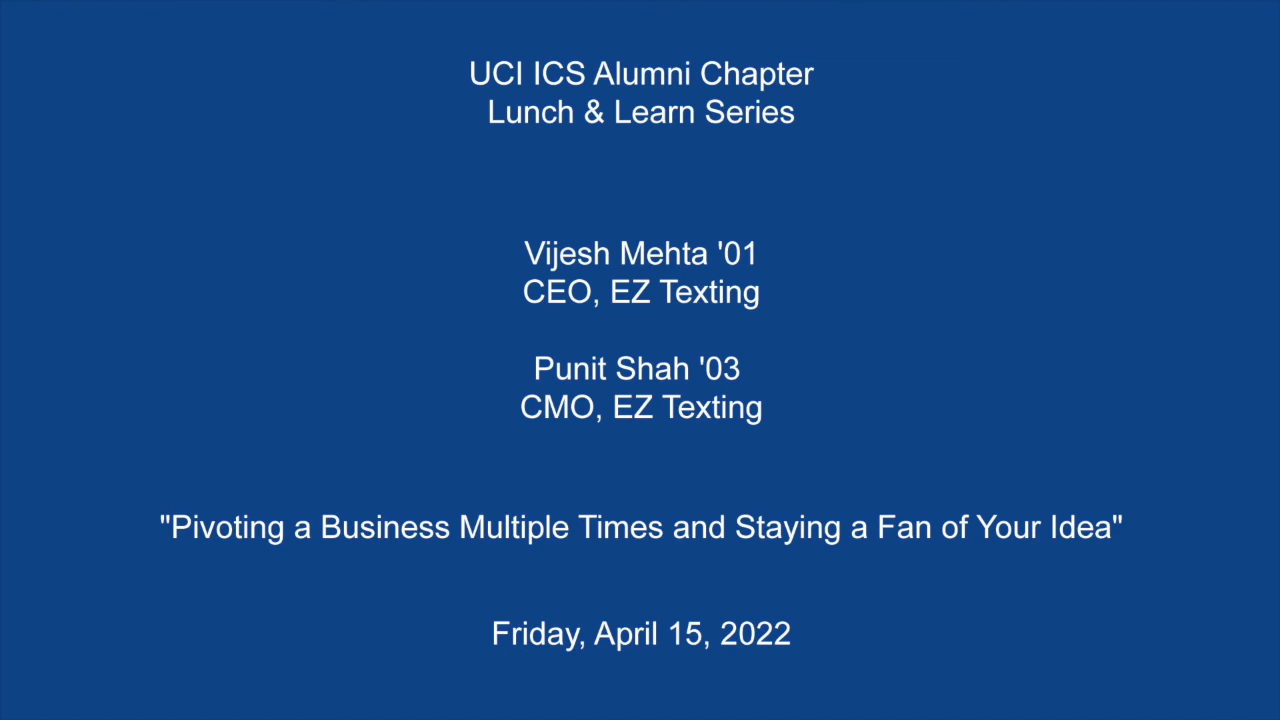 UCI ICS Alumni Chapter
Lunch & Learn Series
Vijesh Mehta '01
CEO, EZ Texting
Punit Shah '03
CMO, EZ Texting
"Pivoting a Business Multiple Times and Staying a Fan of Your Idea"
Friday, April 15, 2022